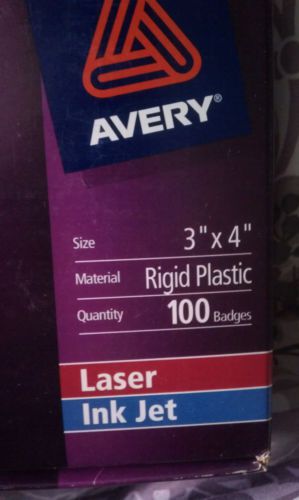 AVERY®
Size 3" x 4"
Material Rigid Plastic
Quantity 100 Badges
Laser
Ink Jet